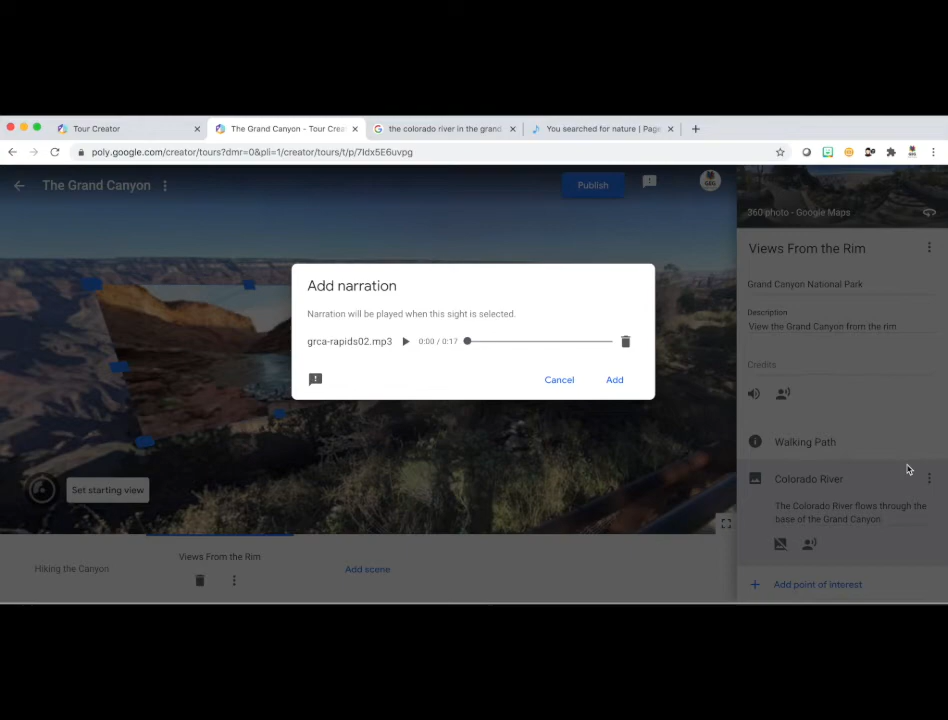 Tour Creator
The Grand Canyon - Tour Crea
the colorado river in the grand
You searched for nature | Page
poly.google.com/creator/tours?dmr=0&pli=1/creator/tours/t/p/7Idx5E6uvpg
The Grand Canyon
Publish
360 photo - Google Maps
Views From the Rim
Grand Canyon National Park
Description
View the Grand Canyon from the rim
Credits
Walking Path
Colorado River
The Colorado River flows through the
base of the Grand Canyon
Add point of interest
Add narration
Narration will be played when this sight is selected.
grca-rapids02.mp3
0:00 / 0:17
Cancel
Add
Set starting view
Hiking the Canyon
Views From the Rim
Add scene